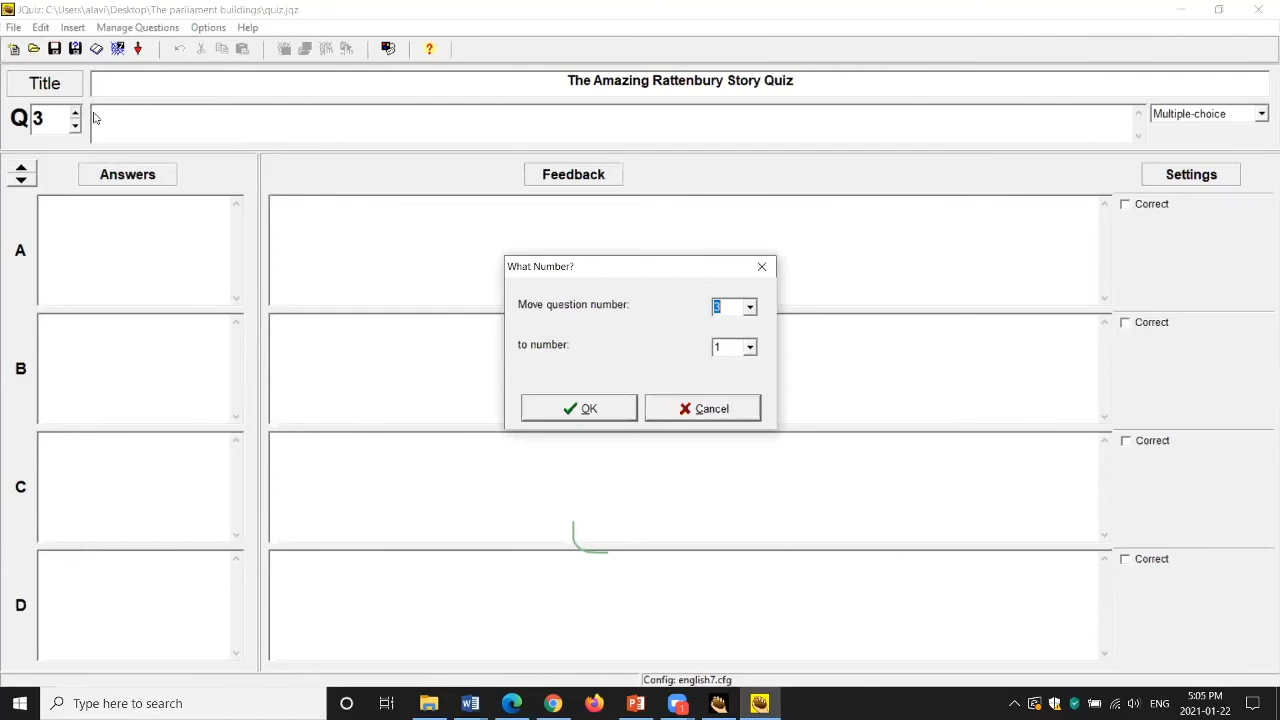 JQuiz: C:\Users\alavi\Desktop\The parliament buildings\quiz.jqz
File Edit Insert Manage Questions Options Help
Title
The Amazing Rattenbury Story Quiz
Q 3
Multiple-choice
Answers
Feedback
Settings
A
Correct
What Number?
Move question number: 3
to number: 1
OK
Cancel
B
Correct
C
Correct
D
Correct
Config: english7.cfg
Type here to search
1
ENG
5:05 PM
2021-01-22